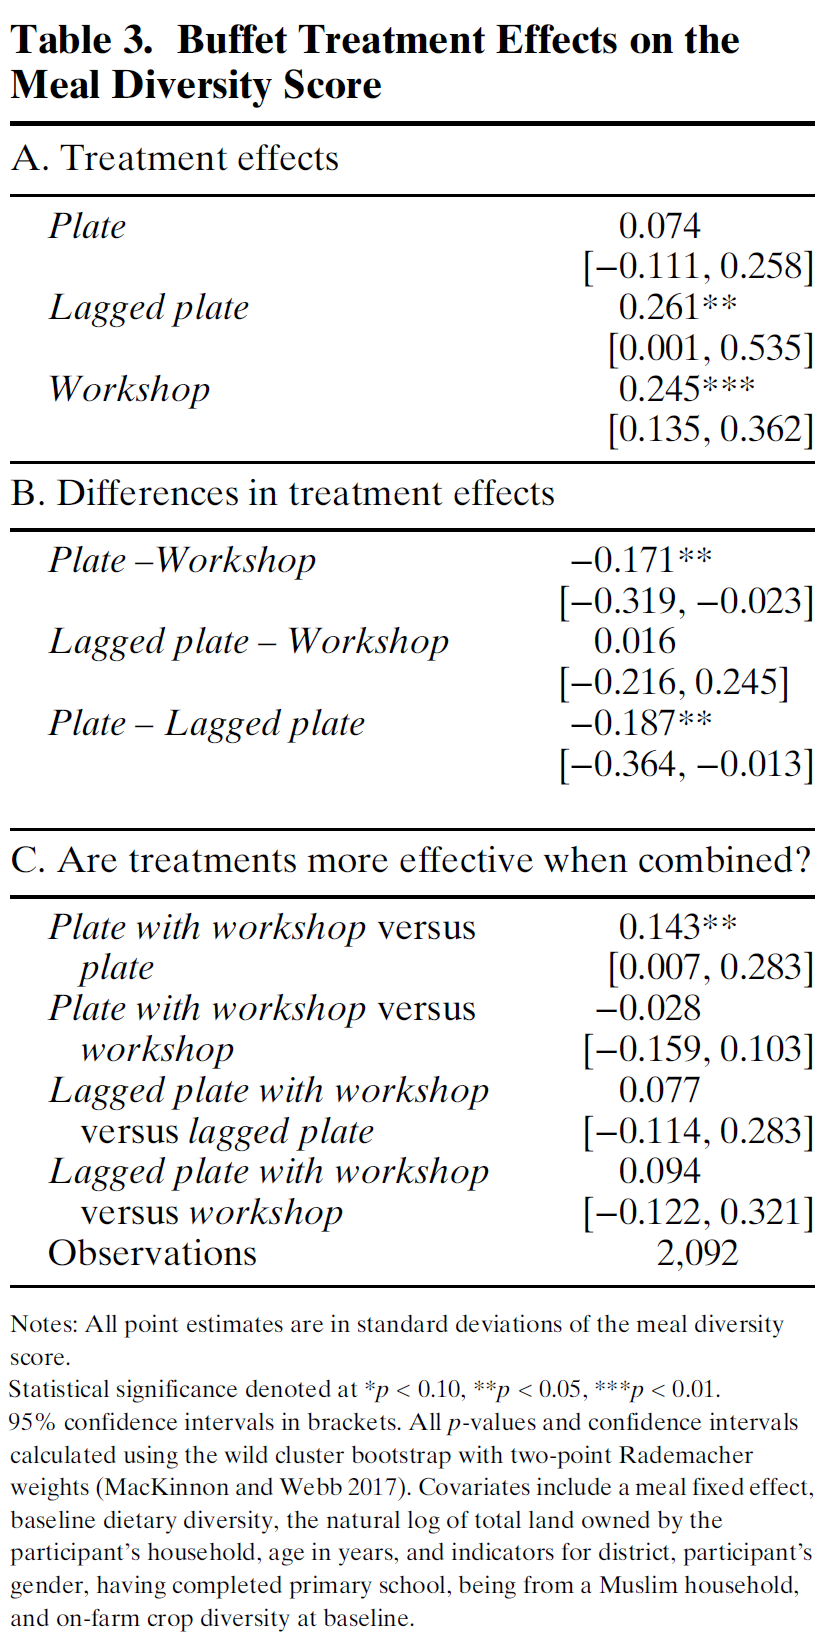 Table 3. Buffet Treatment Effects on the
Meal Diversity Score
A. Treatment effects
Plate 0.074
[−0.111, 0.258]
Lagged plate 0.261**
[0.001, 0.535]
Workshop 0.245***
[0.135, 0.362]
B. Differences in treatment effects
Plate –Workshop −0.171**
[−0.319, −0.023]
Lagged plate – Workshop 0.016
[−0.216, 0.245]
Plate – Lagged plate −0.187**
[−0.364, −0.013]
C. Are treatments more effective when combined?
Plate with workshop versus 0.143**
plate [0.007, 0.283]
Plate with workshop versus −0.028
workshop [−0.159, 0.103]
Lagged plate with workshop 0.077
versus lagged plate [−0.114, 0.283]
Lagged plate with workshop 0.094
versus workshop [−0.122, 0.321]
Observations 2,092
Notes: All point estimates are in standard deviations of the meal diversity
score.
Statistical significance denoted at *p < 0.10, **p < 0.05, ***p < 0.01.
95% confidence intervals in brackets. All p-values and confidence intervals
calculated using the wild cluster bootstrap with two-point Rademacher
weights (MacKinnon and Webb 2017). Covariates include a meal fixed effect,
baseline dietary diversity, the natural log of total land owned by the
participant's household, age in years, and indicators for district, participant's
gender, having completed primary school, being from a Muslim household,
and on-farm crop diversity at baseline.